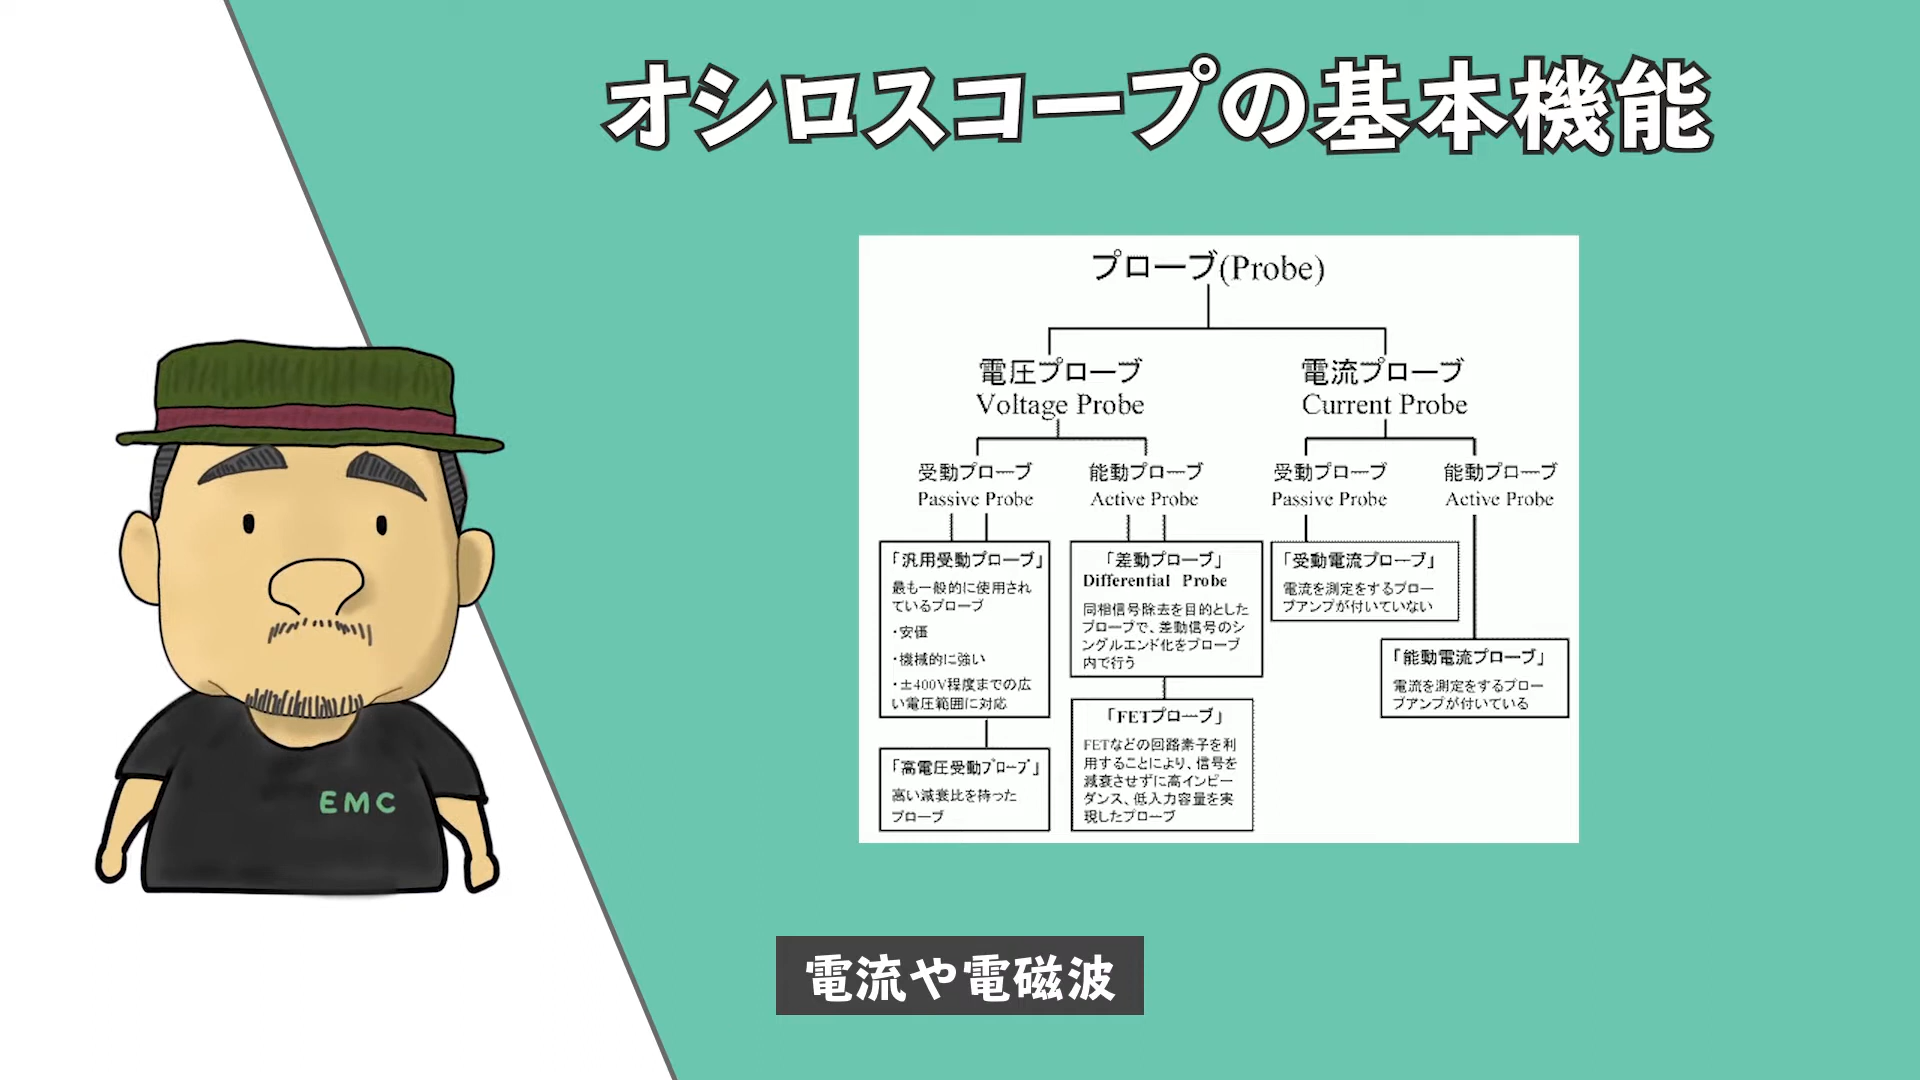 オシロスコープの基本機能
プローブ(Probe)
電圧プローブ
Voltage Probe
電流プローブ
Current Probe
受動プローブ
Passive Probe
能動プローブ
Active Probe
受動プローブ
Passive Probe
能動プローブ
Active Probe
「汎用受動プローブ」
最も一般的に使用され
ているプローブ
・安価
・機械的に強い
・±400V程度までの広
い電圧範囲に対応
「高電圧受動プローブ」
高い減衰比を持った
プローブ
「差動プローブ」
Differential Probe
同相信号除去を目的とした
プローブで、差動信号のシ
ングルエンド化をプローブ
内で行う
「FETプローブ」
FETなどの回路素子を利
用することにより、信号を
減衰させずに高インピー
ダンス、低入力容量を実
現したプローブ
「受動電流プローブ」
電流を測定をするプロー
ブアンプが付いていない
「能動電流プローブ」
電流を測定をするプロー
ブアンプが付いている
EMC
電流や電磁波